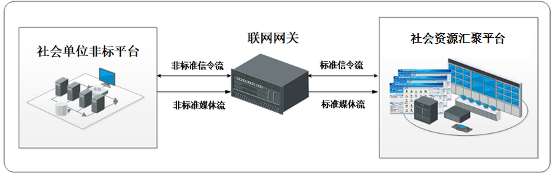 社会单位非标平台
联网网关
社会资源汇聚平台
非标准信令流
标准信令流
非标准媒体流
标准媒体流